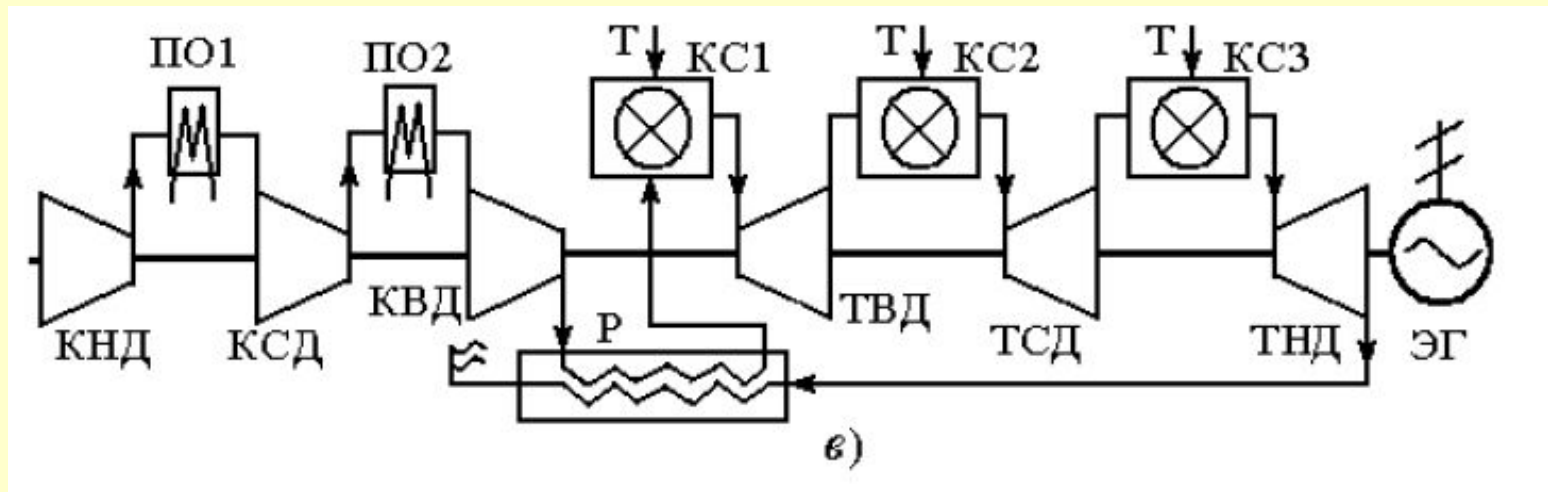 ПО1 ПО2 Т КС1 Т КС2 Т КС3
КНД КСД КВД Р ТВД ТСД ТНД ЭГ
в)